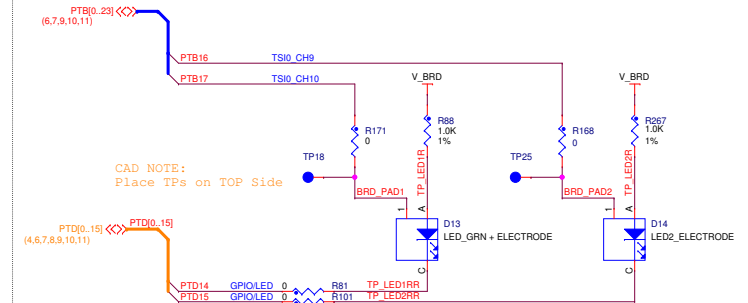 PTB[0..23]
(6,7,9,10,11)
PTB16 TSI0_CH9
PTB17 TSI0_CH10
V_BRD
V_BRD
R171
0
R88
1.0K
1%
R168
0
R267
1.0K
1%
TP18
TP25
TP_LED1R
TP_LED2R
CAD NOTE:
Place TPs on TOP Side
BRD_PAD1
BRD_PAD2
1
A
1
A
D13
LED_GRN + ELECTRODE
D14
LED2_ELECTRODE
C
C
PTD[0..15] PTD[0..15]
(4,6,7,8,9,10,11)
PTD14 GPIO/LED 0 R81 TP_LED1RR
PTD15 GPIO/LED 0 R101 TP_LED2RR